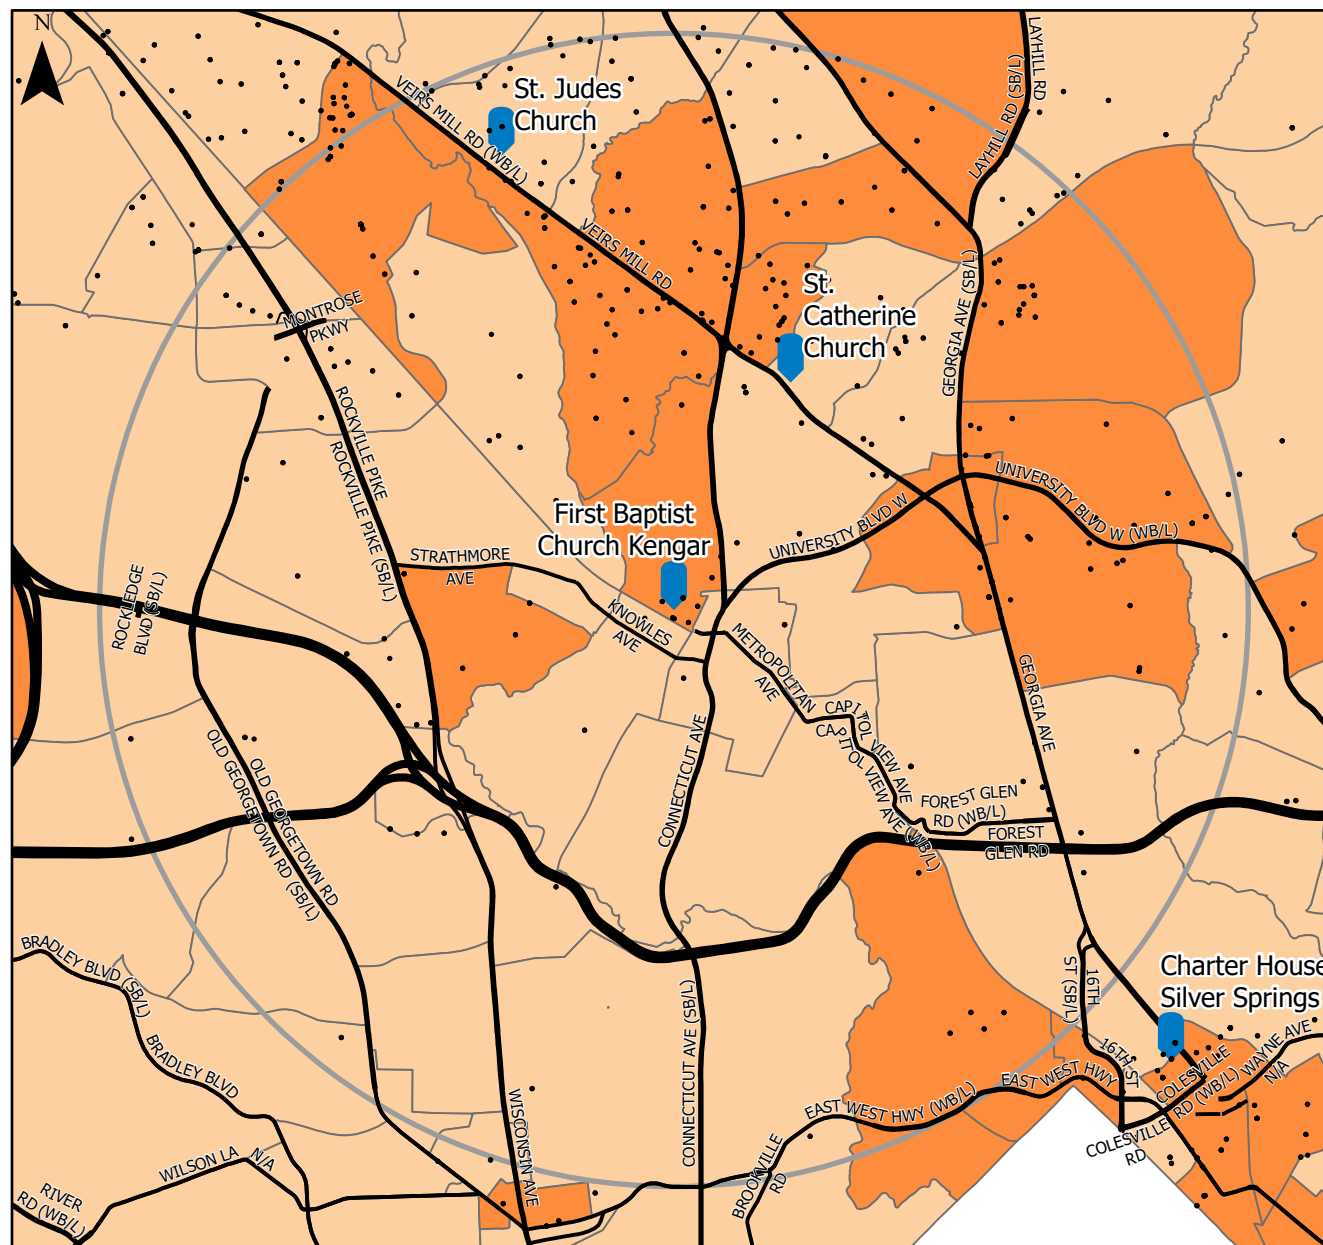 N
LAYHILL RD
LAYHILL RD (SB/L)
VEIRS MILL RD (WB/L)
St. Judes
Church
VEIRS MILL RD
GEORGIA AVE (SB/L)
St.
Catherine
Church
MONTROSE
PKWY
ROCKVILLE PIKE
ROCKVILLE PIKE (SB/L)
UNIVERSITY BLVD W (WB/L)
UNIVERSITY BLVD W
First Baptist
Church Kengar
STRATHMORE
AVE
ROCKLEDGE
BLVD (SB/L)
KNOWLES
AVE
METROPOLITAN
AVE
GEORGIA AVE
CAPITOL VIEW AVE
CAPITOL VIEW AVE (WB/L)
CONNECTICUT AVE
OLD GEORGETOWN RD
OLD GEORGETOWN RD (SB/L)
FOREST GLEN
RD (WB/L)
FOREST
GLEN RD
BRADLEY BLVD (SB/L)
Charter House
Silver Springs
16TH
ST (SB/L)
CONNECTICUT AVE (SB/L)
BRADLEY BLVD
16TH ST
COLESVILLE
RD (WB/L)
WAYNE AVE
N/A
EAST WEST HWY
EAST WEST HWY (WB/L)
WISCONSIN AVE
COLESVILLE
RD
WILSON LA
N/A
BROOKVILLE
RD
RIVER
RD (WB/L)